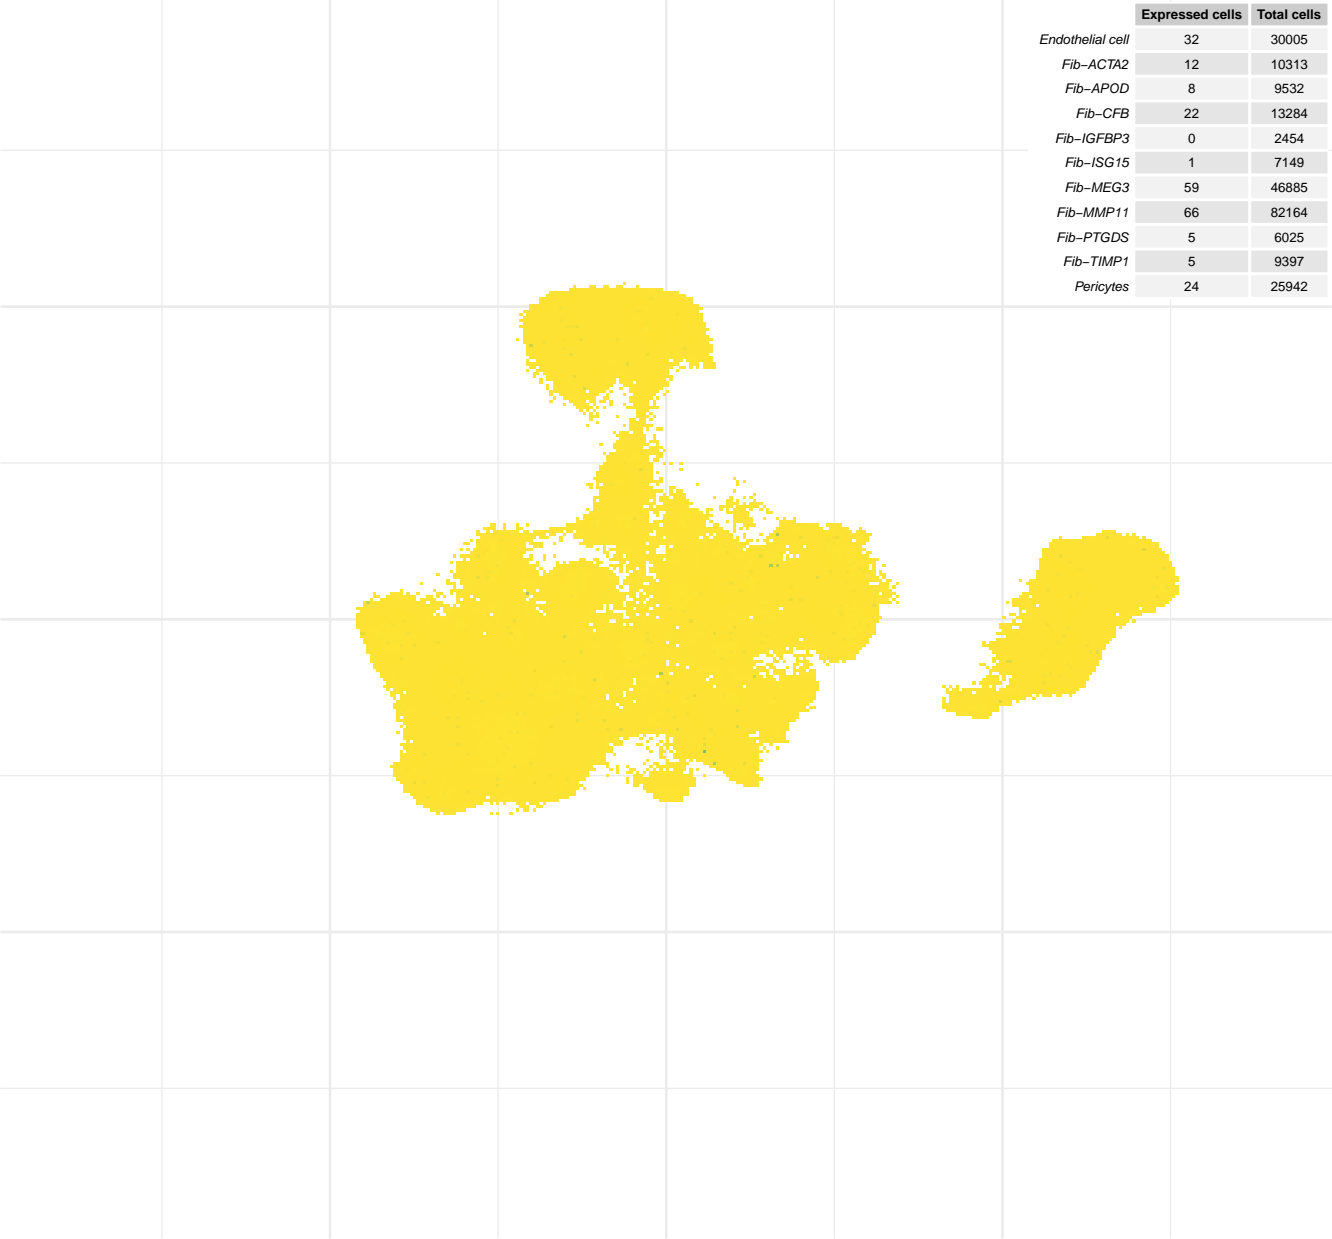 Expressed cells Total cells
Endothelial cell 32 30005
Fib−ACTA2 12 10313
Fib−APOD 8 9532
Fib−CFB 22 13284
Fib−IGFBP3 0 2454
Fib−ISG15 1 7149
Fib−MEG3 59 46885
Fib−MMP11 66 82164
Fib−PTGDS 5 6025
Fib−TIMP1 5 9397
Pericytes 24 25942